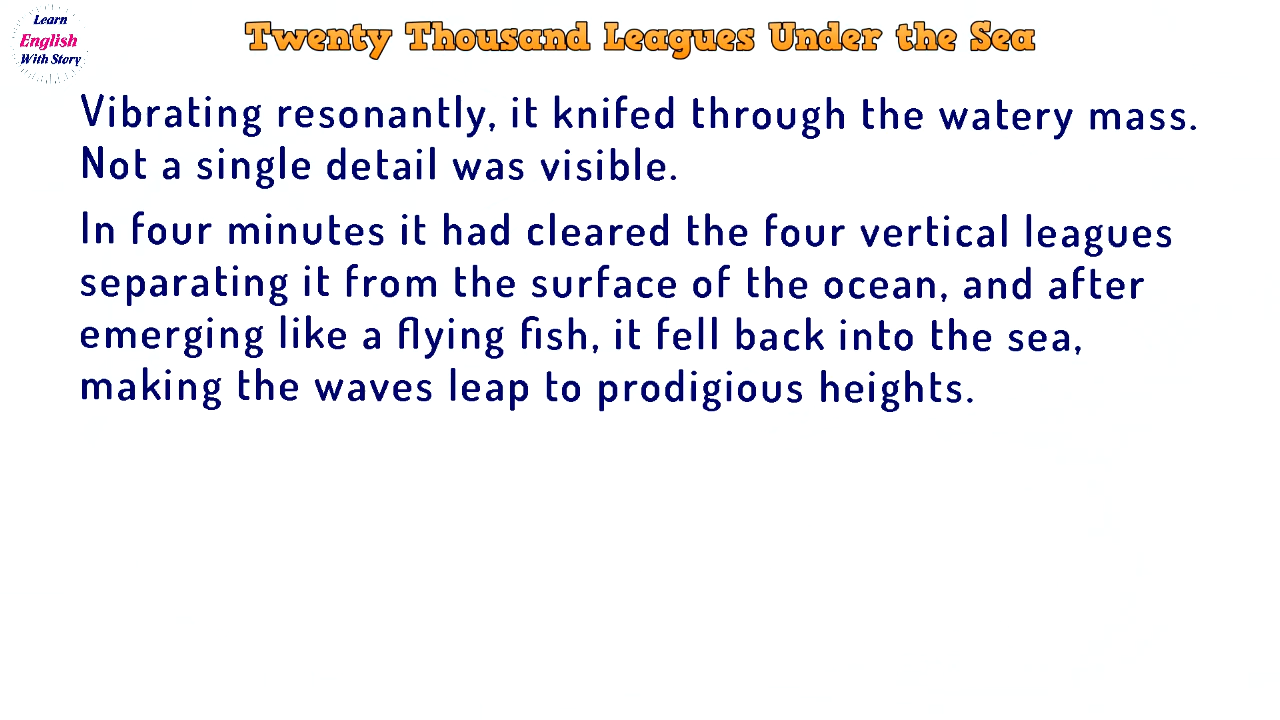 Learn
English
With Story
Twenty Thousand Leagues Under the Sea
Vibrating resonantly, it knifed through the watery mass.
Not a single detail was visible.
In four minutes it had cleared the four vertical leagues
separating it from the surface of the ocean, and after
emerging like a flying fish, it fell back into the sea,
making the waves leap to prodigious heights.